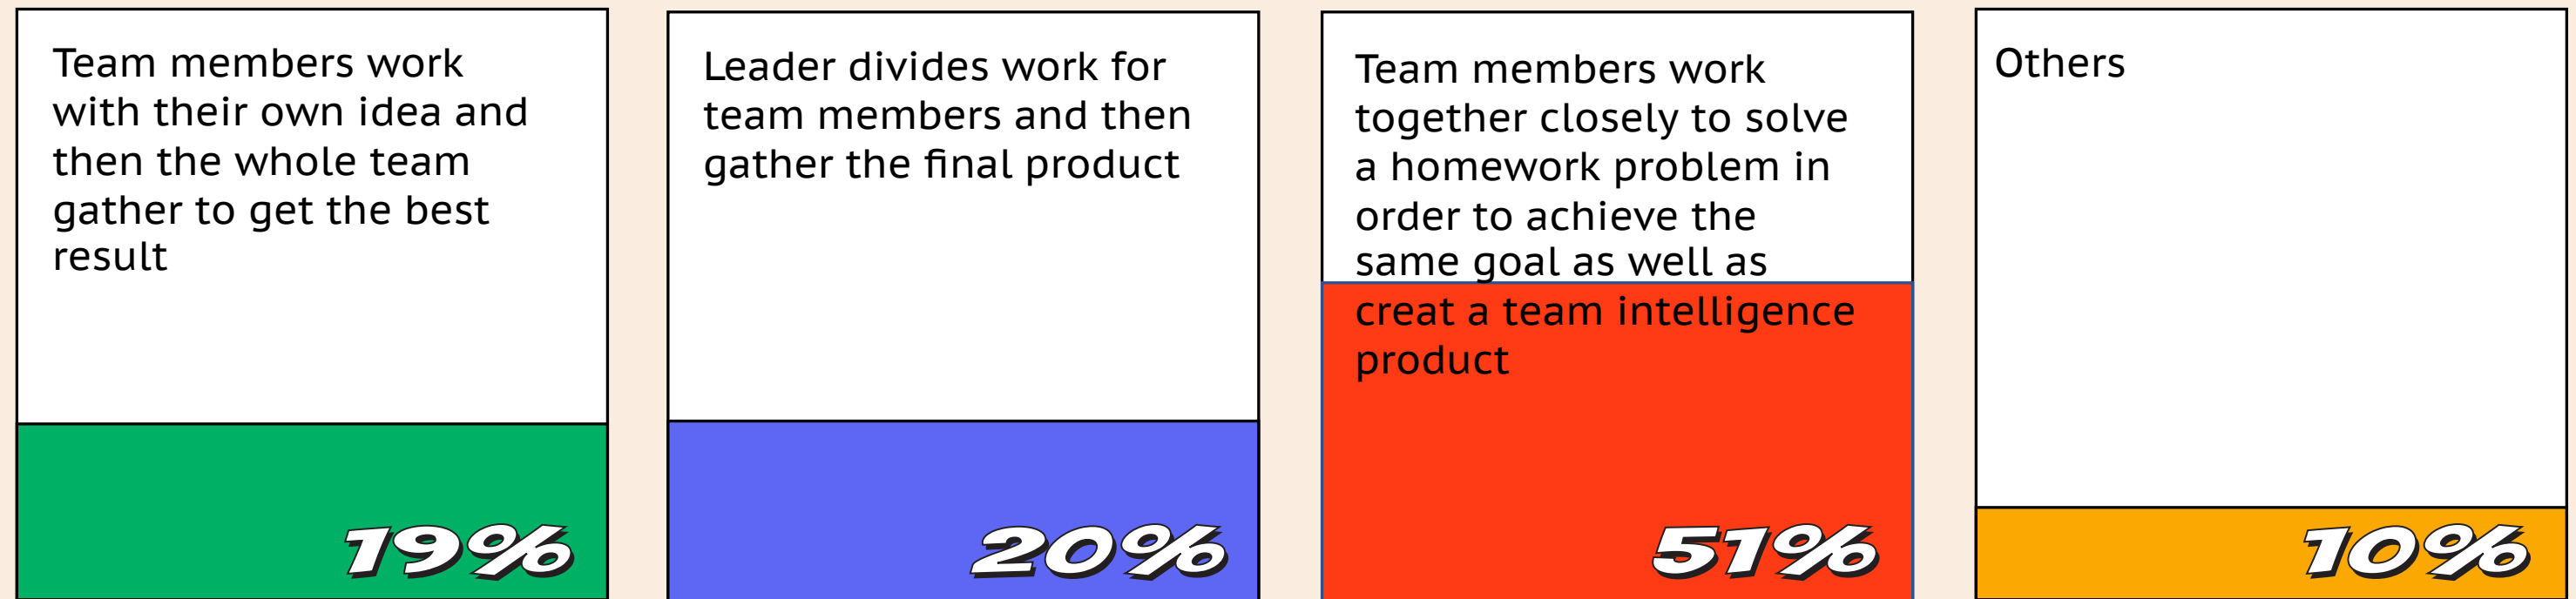 Team members work
with their own idea and
then the whole team
gather to get the best
result
19%
Leader divides work for
team members and then
gather the final product
20%
Team members work
together closely to solve
a homework problem in
order to achieve the
same goal as well as
creat a team intelligence
product
51%
Others
10%